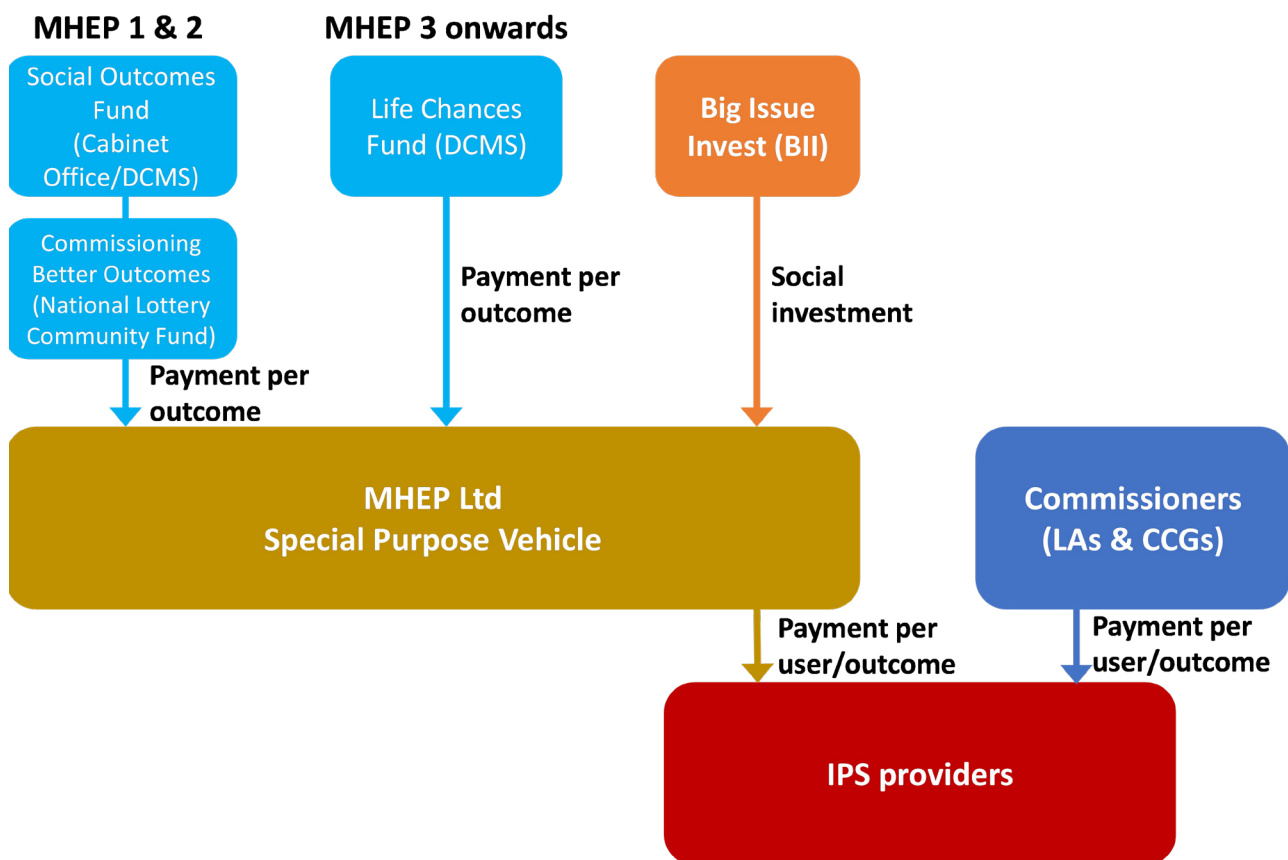 MHEP 1 & 2
MHEP 3 onwards
Social Outcomes
Fund
(Cabinet
Office/DCMS)
Life Chances
Fund (DCMS)
Big Issue
Invest (BII)
Commissioning
Better Outcomes
(National Lottery
Community Fund)
Payment per
outcome
Social
investment
Payment per
outcome
MHEP Ltd
Special Purpose Vehicle
Commissioners
(LAs & CCGs)
Payment per
user/outcome
Payment per
user/outcome
IPS providers